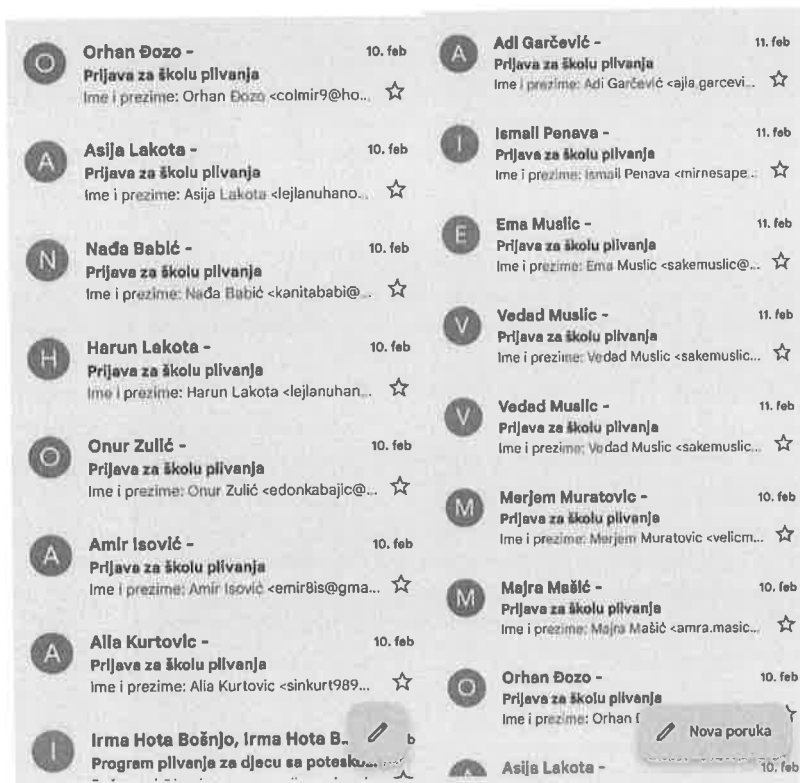 O
Orhan Đozo -
10. feb
Prijava za školu plivanja
Ime i prezime: Orhan Đozo <colmir9@ho...
A
Asija Lakota -
10. feb
Prijava za školu plivanja
Ime i prezime: Asija Lakota <lejlanuhano...
N
Nađa Babić -
10. feb
Prijava za školu plivanja
Ime i prezime: Nađa Babić <kanitababi@...
H
Harun Lakota -
10. feb
Prijava za školu plivanja
Ime i prezime: Harun Lakota <lejlanuhan...
O
Onur Zulić -
10. feb
Prijava za školu plivanja
Ime i prezime: Onur Zulić <edonkabajic@...
A
Amir Isović -
10. feb
Prijava za školu plivanja
Ime i prezime: Amir Isović <emir8is@gma...
A
Alia Kurtovic -
10. feb
Prijava za školu plivanja
Ime i prezime: Alia Kurtovic <sinkurt989...
I
Irma Hota Bošnjo, Irma Hota B...
b
Program plivanja za djecu sa
A
Adi Garčević -
11. feb
Prijava za školu plivanja
Ime i prezime: Adi Garčević <ajla.garcevi...
I
Ismail Penava -
11. feb
Prijava za školu plivanja
Ime i prezime: Ismail Penava <mirnesape...
E
Ema Muslic -
11. feb
Prijava za školu plivanja
Ime i prezime: Ema Muslic <sakemuslic@...
V
Vedad Muslic -
11. feb
Prijava za školu plivanja
Ime i prezime: Vedad Muslic <sakemuslic...
V
Vedad Muslic -
11. feb
Prijava za školu plivanja
Ime i prezime: Vedad Muslic <sakemuslic...
M
Merjem Muratovic -
10. feb
Prijava za školu plivanja
Ime i prezime: Merjem Muratovic <velicm...
M
Majra Mašić -
10. feb
Prijava za školu plivanja
Ime i prezime: Majra Mašić <amra.masic...
O
Orhan Đozo -
10. feb
Prijava za školu plivanja
Ime i prezime: Orhan
Nova poruka
Asija Lakota -
10. feb